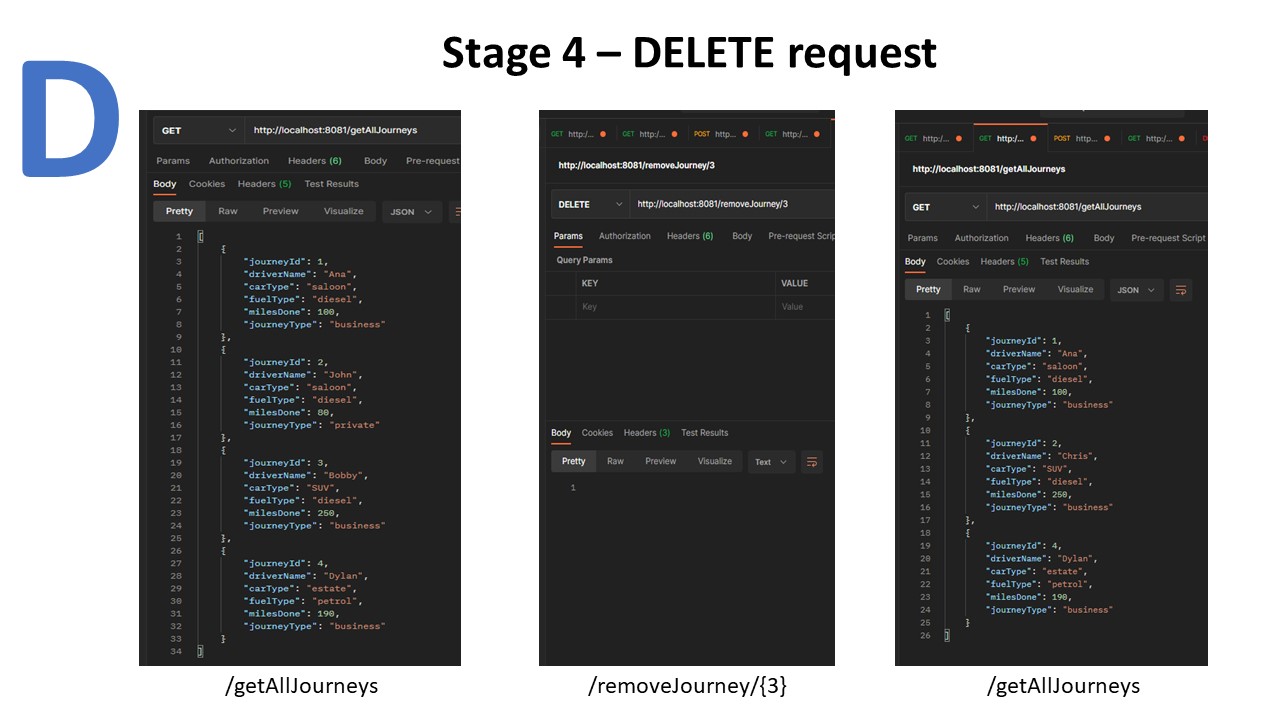 Stage 4 – DELETE request
D
GET http://localhost:8081/getAllJourneys
Params Authorization Headers (6) Body Pre-request
Body Cookies Headers (5) Test Results
Pretty Raw Preview Visualize JSON
1 [
2 {
3 "journeyId": 1,
4 "driverName": "Ana",
5 "carType": "saloon",
6 "fuelType": "diesel",
7 "milesDone": 100,
8 "journeyType": "business"
9 },
10 {
11 "journeyId": 2,
12 "driverName": "John",
13 "carType": "saloon",
14 "fuelType": "diesel",
15 "milesDone": 80,
16 "journeyType": "private"
17 },
18 {
19 "journeyId": 3,
20 "driverName": "Bobby",
21 "carType": "SUV",
22 "fuelType": "diesel",
23 "milesDone": 250,
24 "journeyType": "business"
25 },
26 {
27 "journeyId": 4,
28 "driverName": "Dylan",
29 "carType": "estate",
30 "fuelType": "petrol",
31 "milesDone": 190,
32 "journeyType": "business"
33 }
34 ]
/getAllJourneys
GET http:/... GET http:/... POST http... GET http:/...
http://localhost:8081/removeJourney/3
DELETE http://localhost:8081/removeJourney/3
Params Authorization Headers (6) Body Pre-request Scrip
Query Params
KEY VALUE
Key Value
Body Cookies Headers (3) Test Results
Pretty Raw Preview Visualize Text
1
/removeJourney/{3}
GET http:/... GET http:/... POST http... GET http:/... D
http://localhost:8081/getAllJourneys
GET http://localhost:8081/getAllJourneys
Params Authorization Headers (6) Body Pre-request Script
Body Cookies Headers (5) Test Results
Pretty Raw Preview Visualize JSON
1 [
2 {
3 "journeyId": 1,
4 "driverName": "Ana",
5 "carType": "saloon",
6 "fuelType": "diesel",
7 "milesDone": 100,
8 "journeyType": "business"
9 },
10 {
11 "journeyId": 2,
12 "driverName": "Chris",
13 "carType": "SUV",
14 "fuelType": "diesel",
15 "milesDone": 250,
16 "journeyType": "business"
17 },
18 {
19 "journeyId": 4,
20 "driverName": "Dylan",
21 "carType": "estate",
22 "fuelType": "petrol",
23 "milesDone": 190,
24 "journeyType": "business"
25 }
26 ]
/getAllJourneys